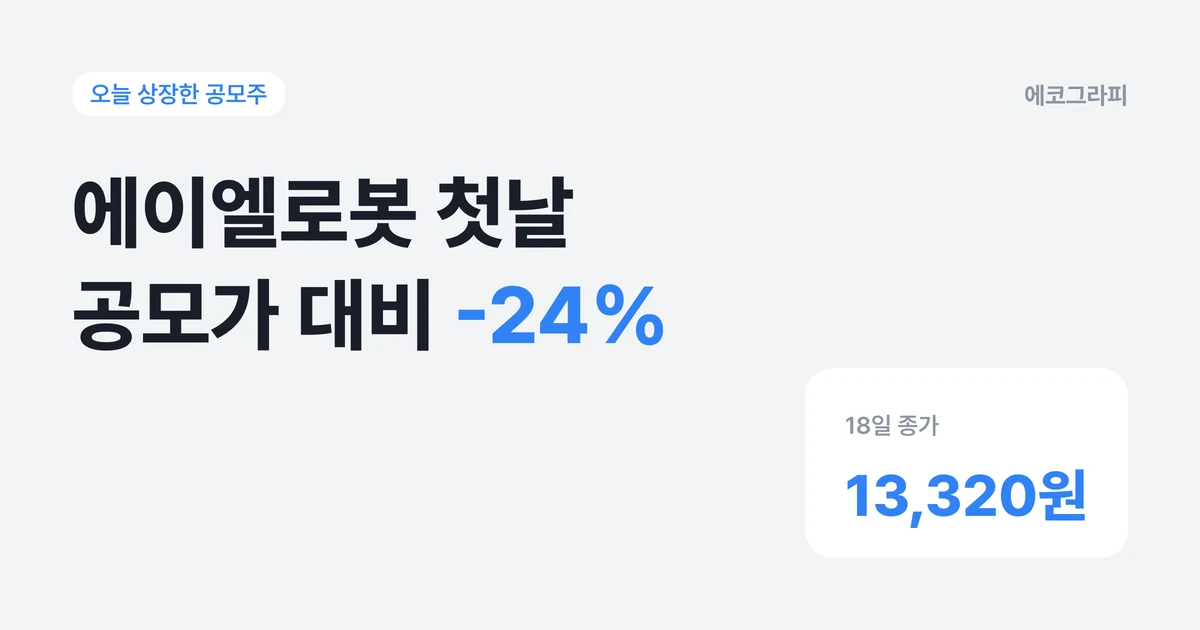 오늘 상장한 공모주
에코그라피
에이엘로봇 첫날
공모가 대비 -24%
18일 종가
13,320원